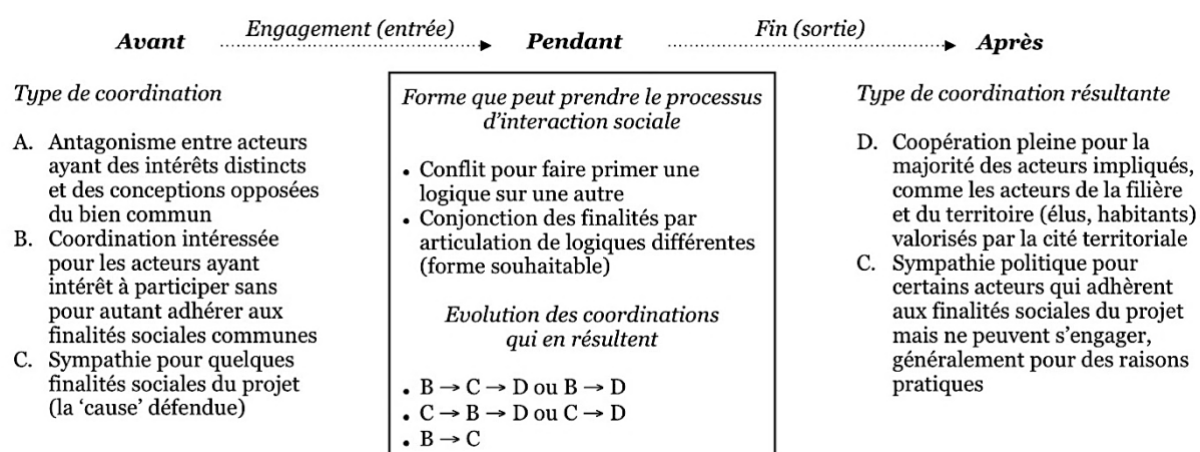 Avant
Engagement (entrée)
Pendant
Fin (sortie)
Après
Type de coordination
A. Antagonisme entre acteurs
ayant des intérêts distincts
et des conceptions opposées
du bien commun
B. Coordination intéressée
pour les acteurs ayant
intérêt à participer sans
pour autant adhérer aux
finalités sociales communes
C. Sympathie pour quelques
finalités sociales du projet
(la ‘cause’ défendue)
Forme que peut prendre le processus
d’interaction sociale
• Conflit pour faire primer une
logique sur une autre
• Conjonction des finalités par
articulation de logiques différentes
(forme souhaitable)
Evolution des coordinations
qui en résultent
• B → C → D ou B → D
• C → B → D ou C → D
• B → C
Type de coordination résultante
D. Coopération pleine pour la
majorité des acteurs impliqués,
comme les acteurs de la filière
et du territoire (élus, habitants)
valorisés par la cité territoriale
C. Sympathie politique pour
certains acteurs qui adhèrent
aux finalités sociales du projet
mais ne peuvent s’engager,
généralement pour des raisons
pratiques